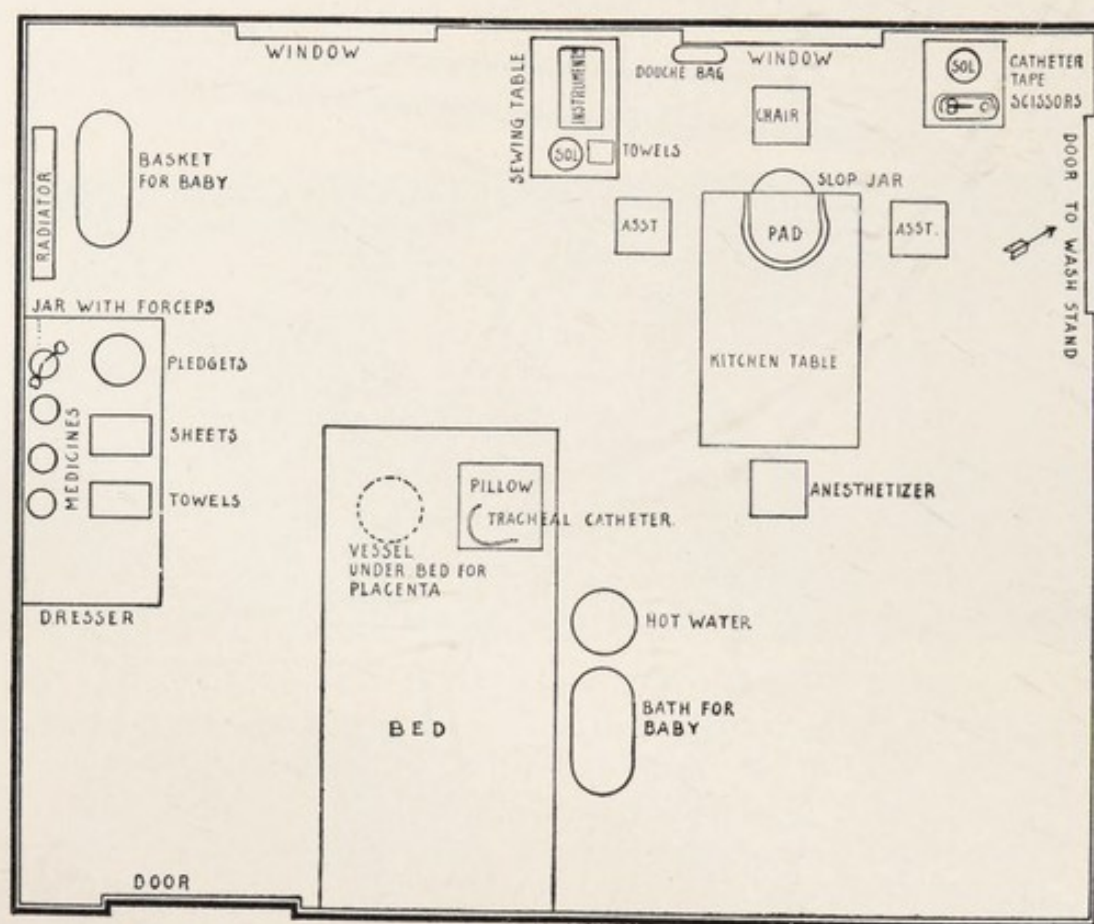 WINDOW
SEWING TABLE
INSTRUMENTS
SOL
TOWELS
DOUCHE BAG
WINDOW
SOL
CATHETER
TAPE
SCISSORS
CHAIR
RADIATOR
BASKET
FOR BABY
SLOP JAR
ASST
PAD
ASST.
DOOR TO WASH STAND
JAR WITH FORCEPS
PLEDGETS
KITCHEN TABLE
MEDICINES
SHEETS
TOWELS
PILLOW
TRACHEAL CATHETER.
ANESTHETIZER
VESSEL
UNDER BED FOR
PLACENTA
DRESSER
HOT WATER
BED
BATH FOR
BABY
DOOR